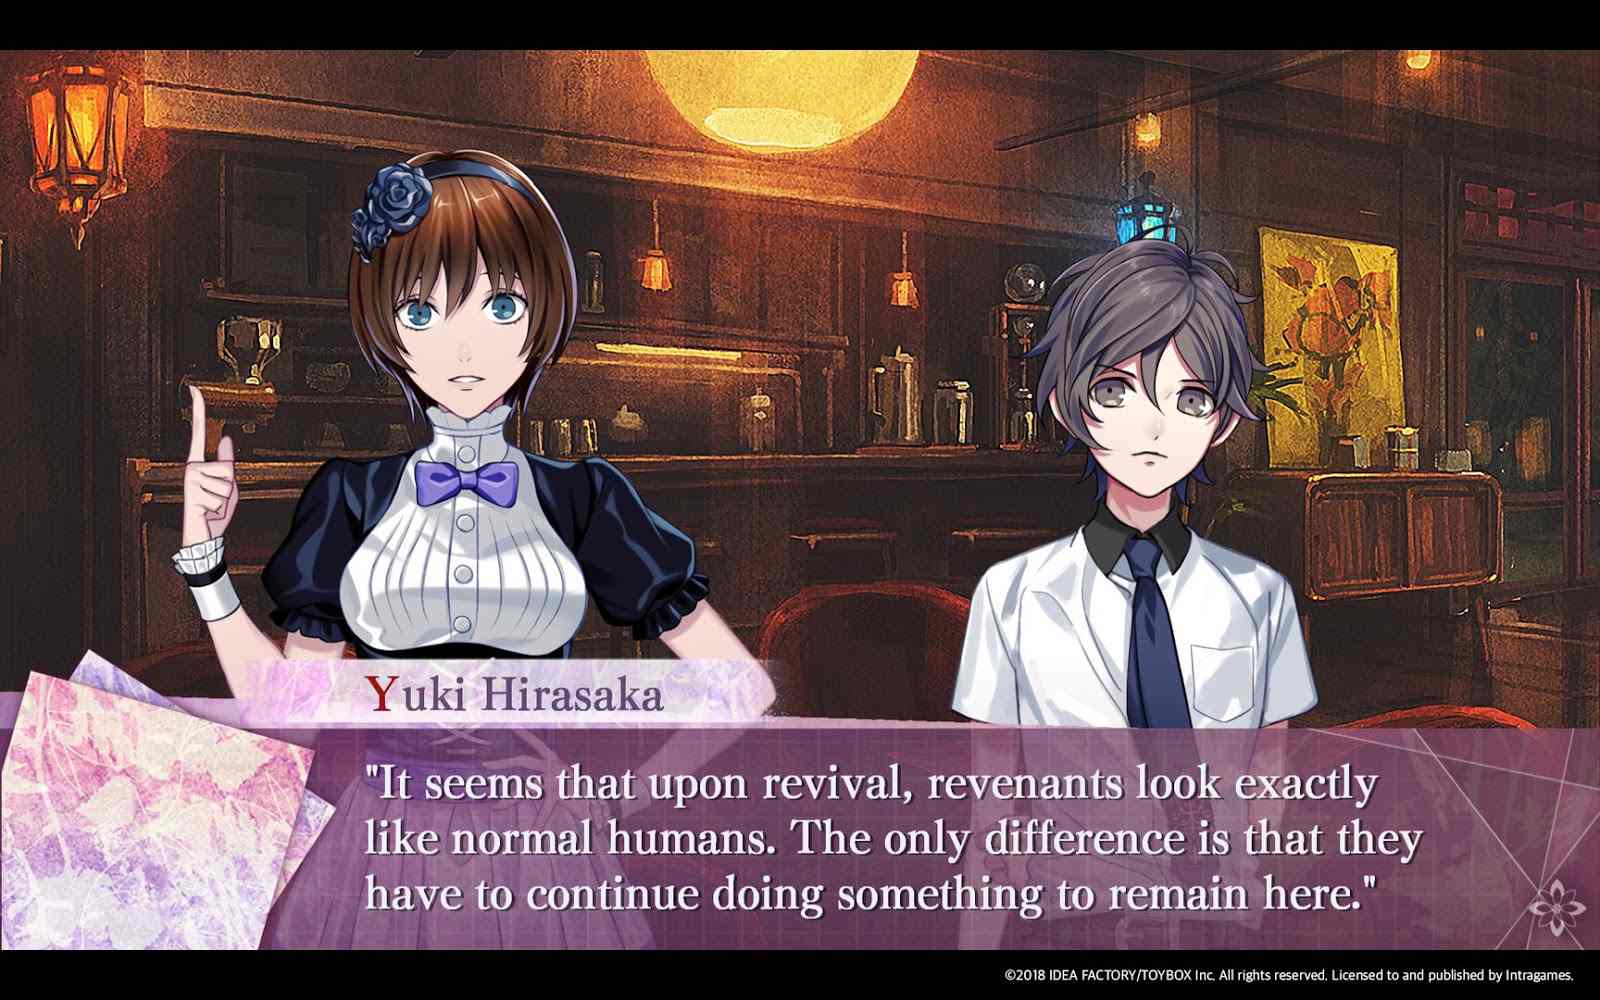 Yuki Hirasaka
"It seems that upon revival, revenants look exactly
like normal humans. The only difference is that they
have to continue doing something to remain here."
©2018 IDEA FACTORY/TOYBOX Inc. All rights reserved. Licensed to and published by Intragames.